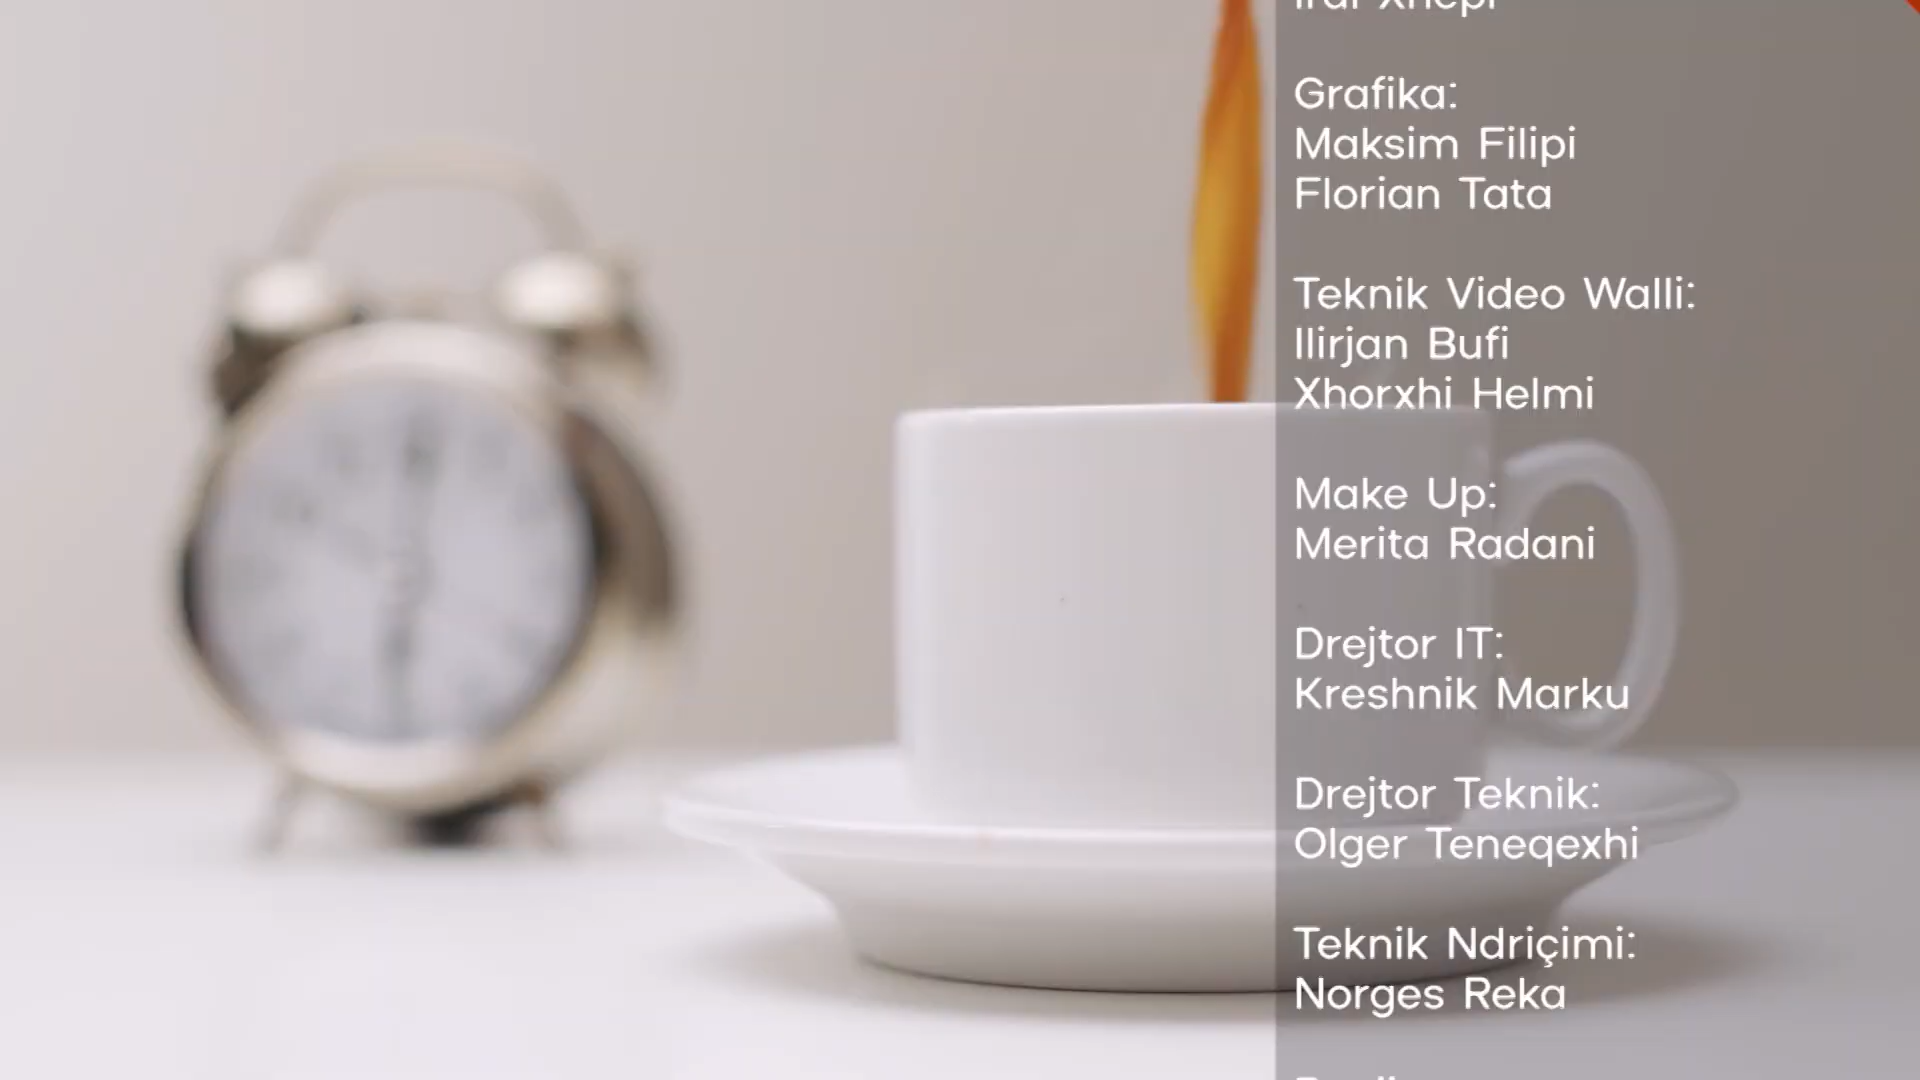 Grafika:
Maksim Filipi
Florian Tata
Teknik Video Walli:
Ilirjan Bufi
Xhorxhi Helmi
Make Up:
Merita Radani
Drejtor IT:
Kreshnik Marku
Drejtor Teknik:
Olger Teneqexhi
Teknik Ndriçimi:
Norges Reka